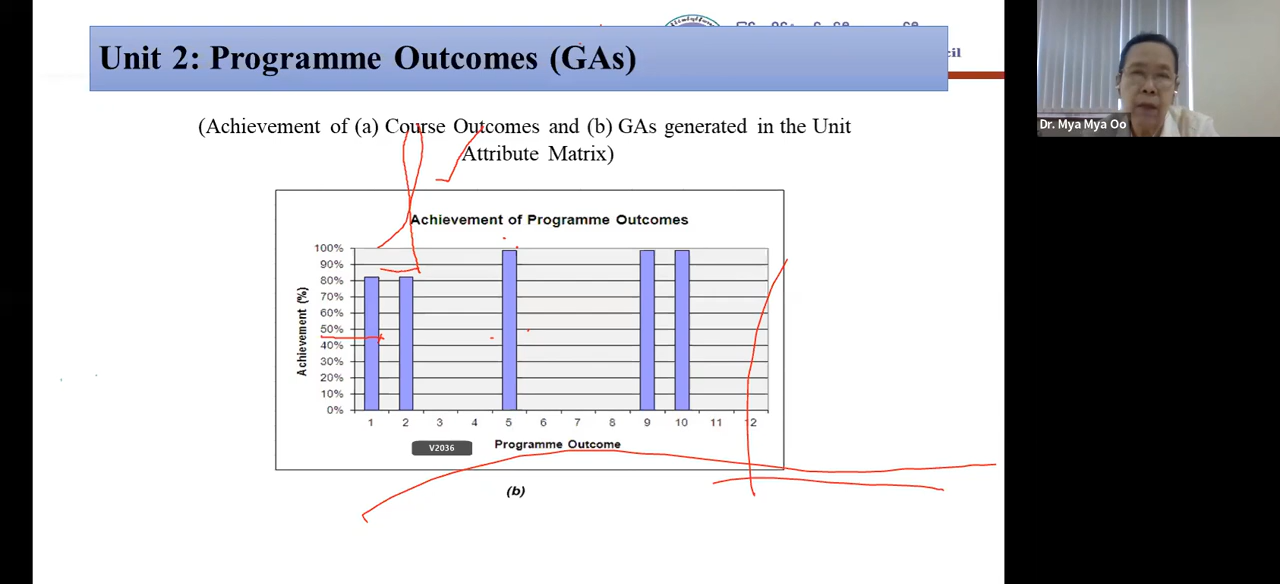 cil
Unit 2: Programme Outcomes (GAs)
(Achievement of (a) Course Outcomes and (b) GAs generated in the Unit
Attribute Matrix)
Achievement of Programme Outcomes
100%
90%
80%
70%
60%
50%
40%
30%
20%
10%
0%
Achievement (%)
1 2 3 4 5 6 7 8 9 10 11 12
V2036
Programme Outcome
(b)
Dr. Mya Mya Oo